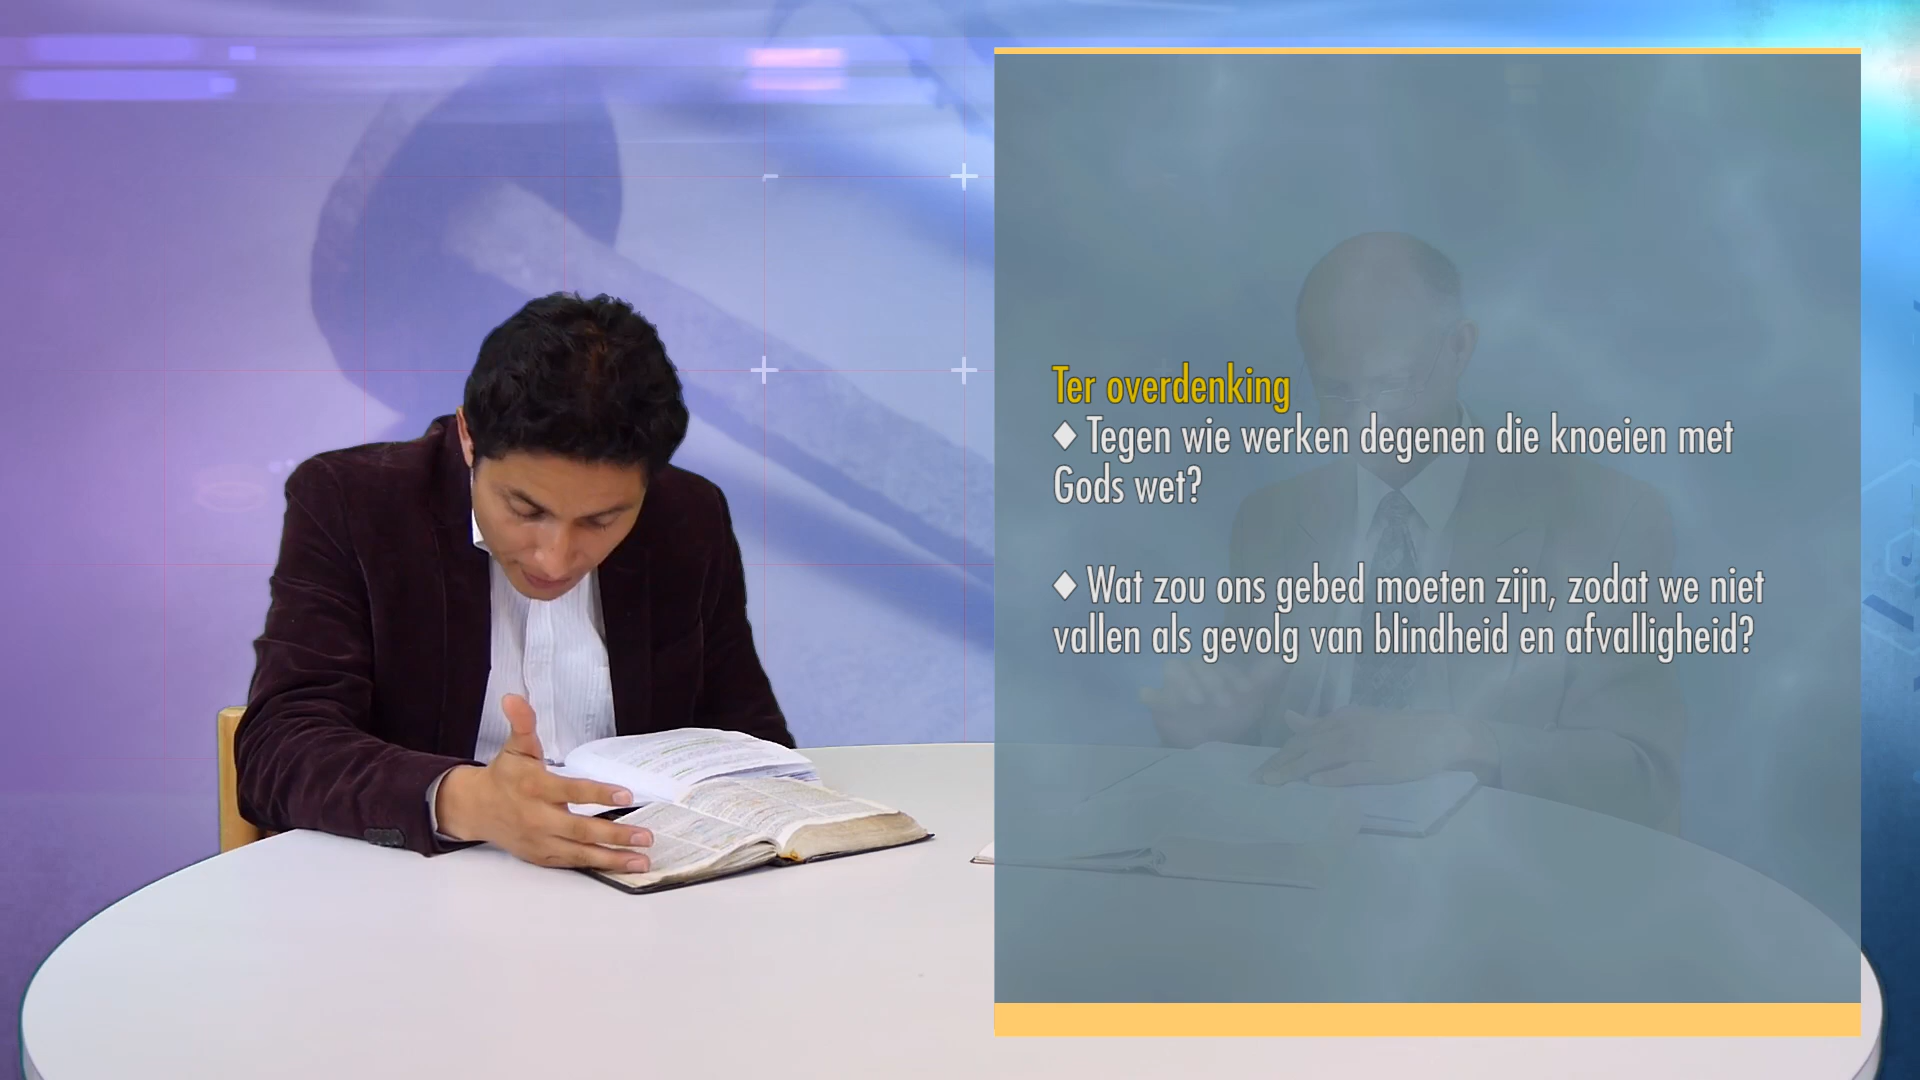 Ter overdenking
◆ Tegen wie werken degenen die knoeien met
Gods wet?
◆ Wat zou ons gebed moeten zijn, zodat we niet
vallen als gevolg van blindheid en afvalligheid?